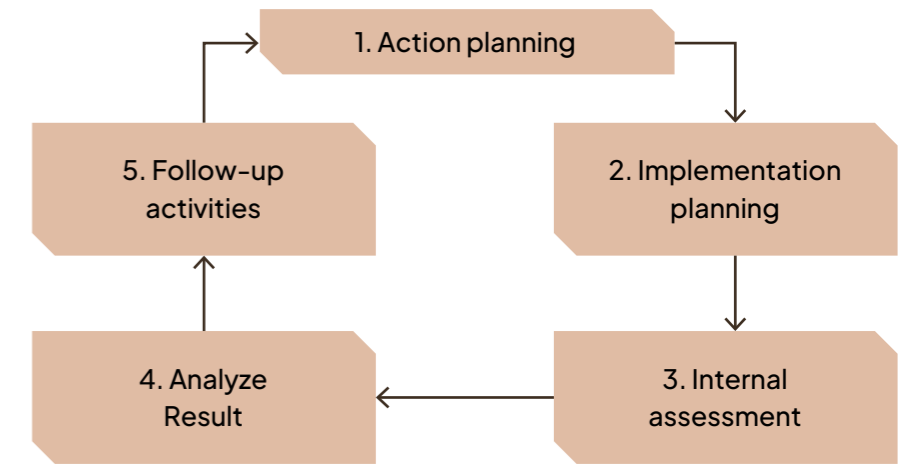 1. Action planning
2. Implementation
planning
3. Internal
assessment
4. Analyze
Result
5. Follow-up
activities